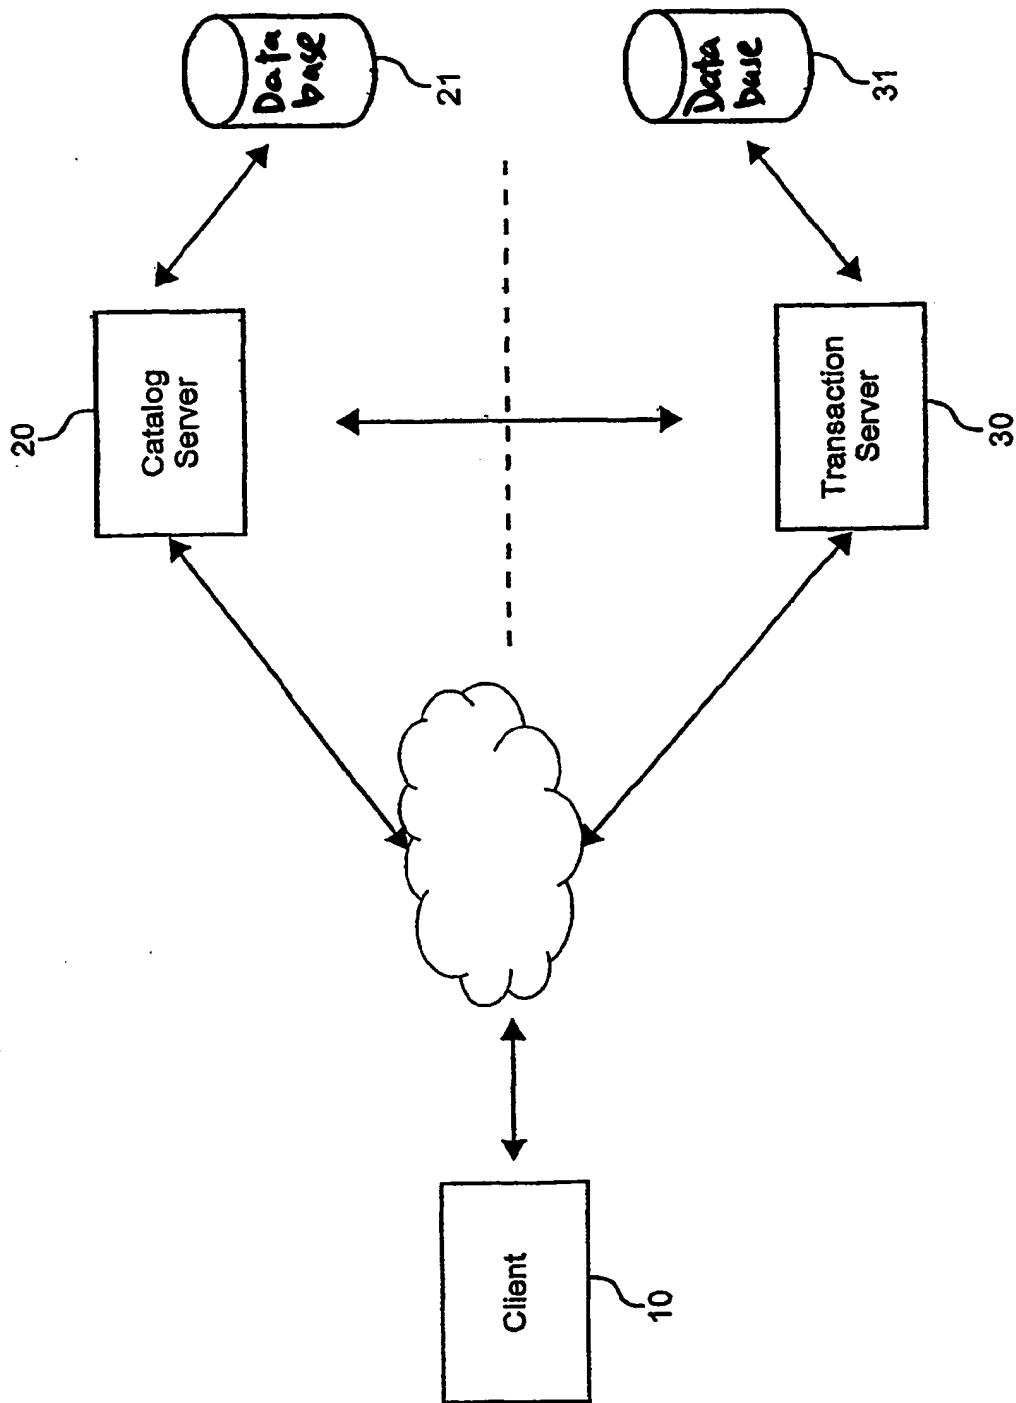 20
Catalog
Server
Data
base
21
Client
10
Transaction
Server
30
Data
base
31